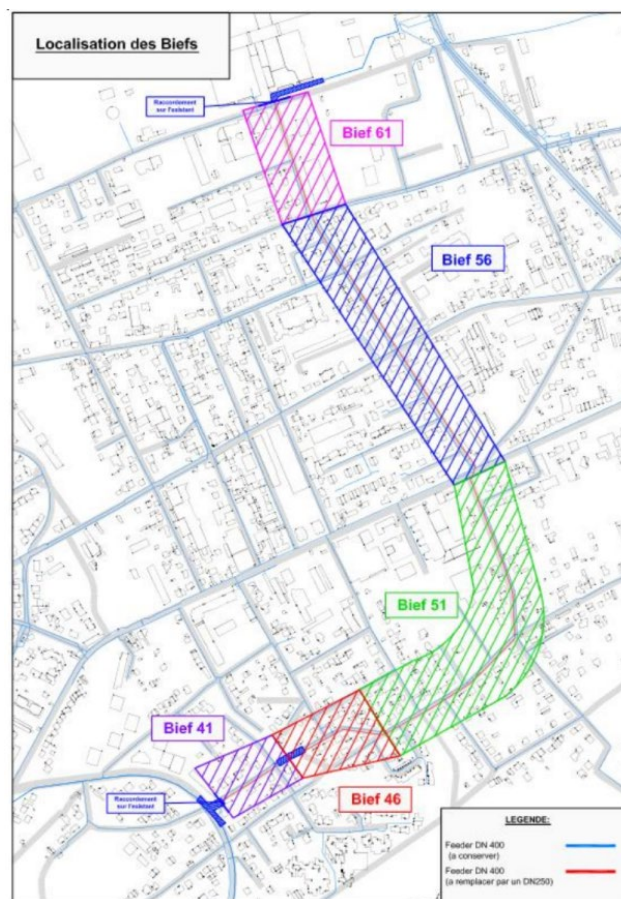 Localisation des Biefs
Raccordement
sur l'existant
Bief 61
Bief 56
Bief 51
Bief 41
Raccordement
sur l'existant
Bief 46
LEGENDE:
Feeder DN 400
(a conserver)
Feeder DN 400
(a remplacer par un DN250)